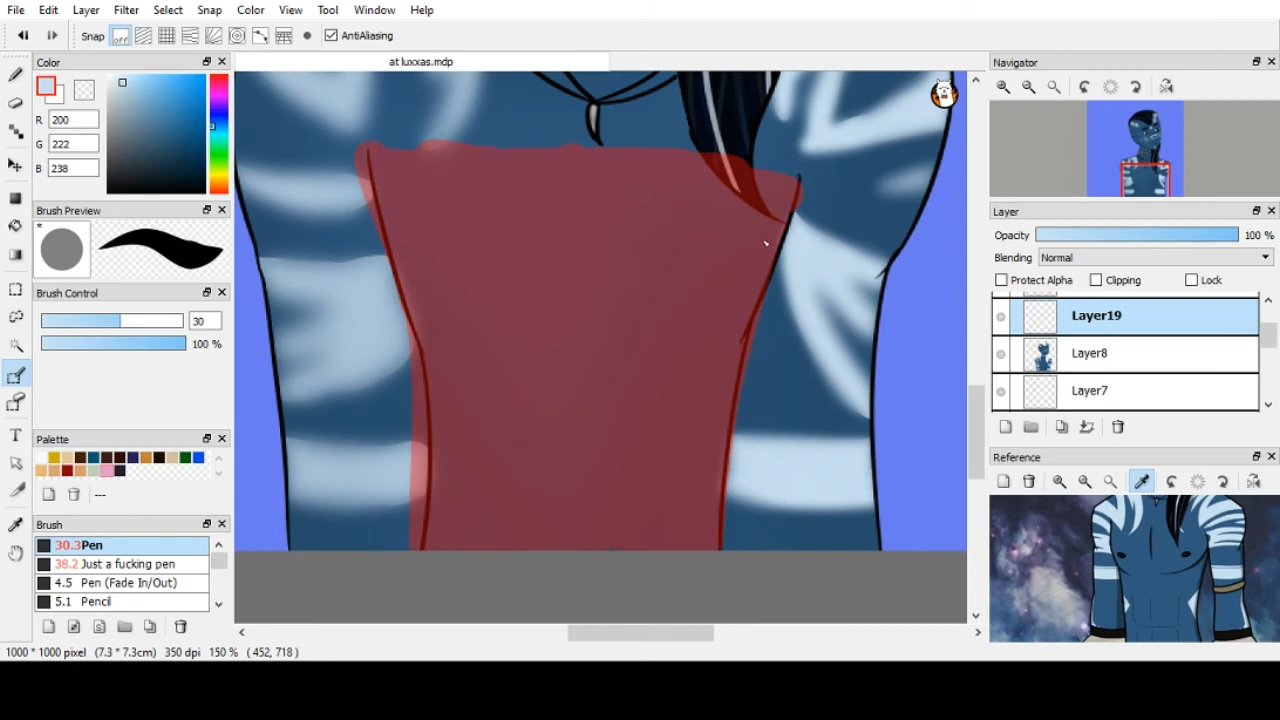 File Edit Layer Filter Select Snap Color View Tool Window Help
Snap off AntiAliasing
Color
at luxxas.mdp
Navigator
R 200
G 222
B 238
Brush Preview
*
Layer
Opacity 100 %
Blending Normal
Protect Alpha Clipping Lock
Brush Control
30
100 %
Layer19
Layer8
Layer7
Palette
---
Reference
Brush
30.3 Pen
38.2 Just a fucking pen
4.5 Pen (Fade In/Out)
5.1 Pencil
1000 * 1000 pixel (7.3 * 7.3cm) 350 dpi 150 % ( 452, 718 )